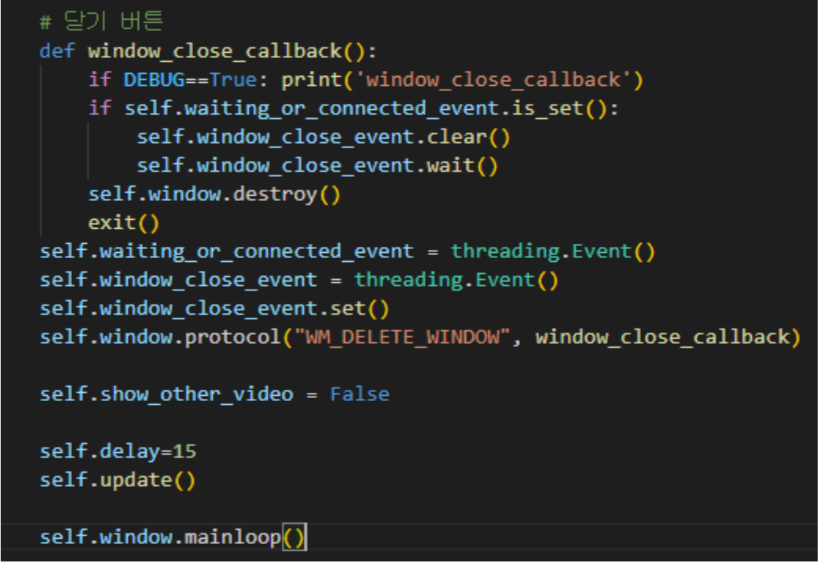 # 닫기 버튼
def window_close_callback():
    if DEBUG==True: print('window_close_callback')
    if self.waiting_or_connected_event.is_set():
        self.window_close_event.clear()
        self.window_close_event.wait()
    self.window.destroy()
    exit()
self.waiting_or_connected_event = threading.Event()
self.window_close_event = threading.Event()
self.window_close_event.set()
self.window.protocol("WM_DELETE_WINDOW", window_close_callback)

self.show_other_video = False

self.delay=15
self.update()

self.window.mainloop()